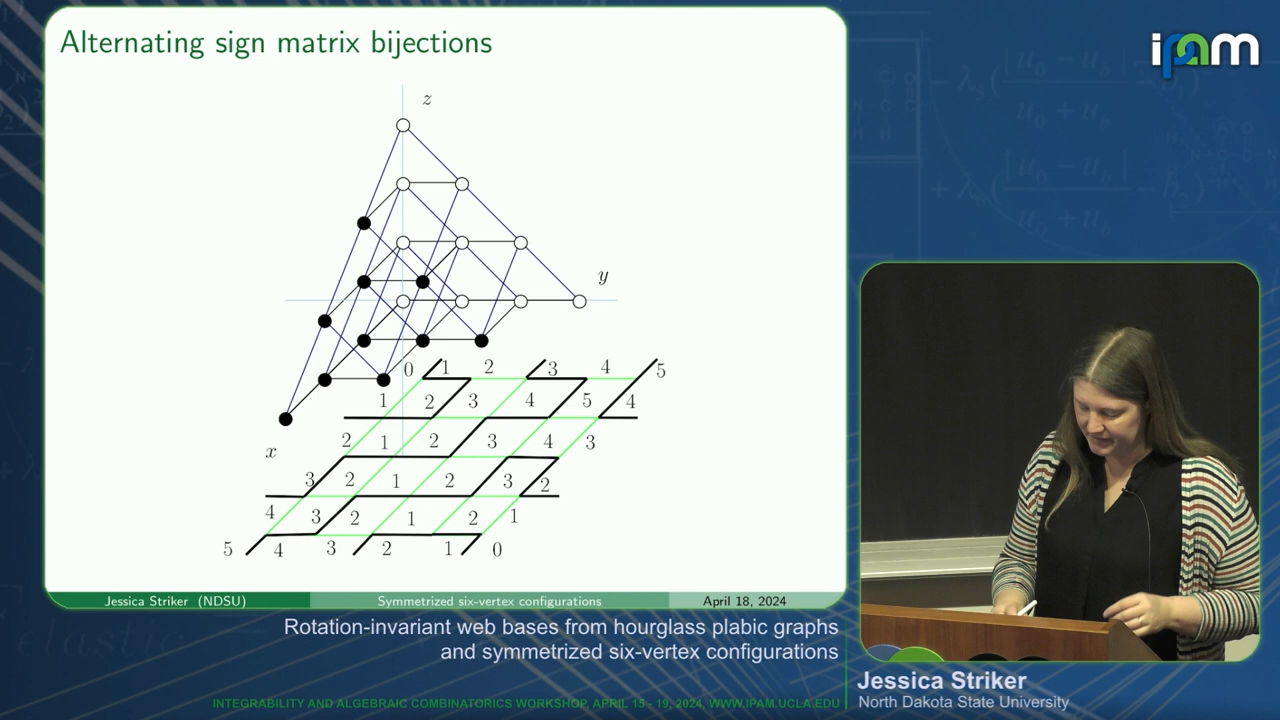 Alternating sign matrix bijections
ipam
z
y
x
0 1 2 3 4 5
1 2 3 4 5 4
2 1 2 3 4 3
3 2 1 2 3 2
4 3 2 1 2 1
5 4 3 2 1 0
Jessica Striker (NDSU) Symmetrized six-vertex configurations April 18, 2024
Rotation-invariant web bases from hourglass plabic graphs
and symmetrized six-vertex configurations
Jessica Striker
North Dakota State University
INTEGRABILITY AND ALGEBRAIC COMBINATORICS WORKSHOP, APRIL 15 - 19, 2024, WWW.IPAM.UCLA.EDU